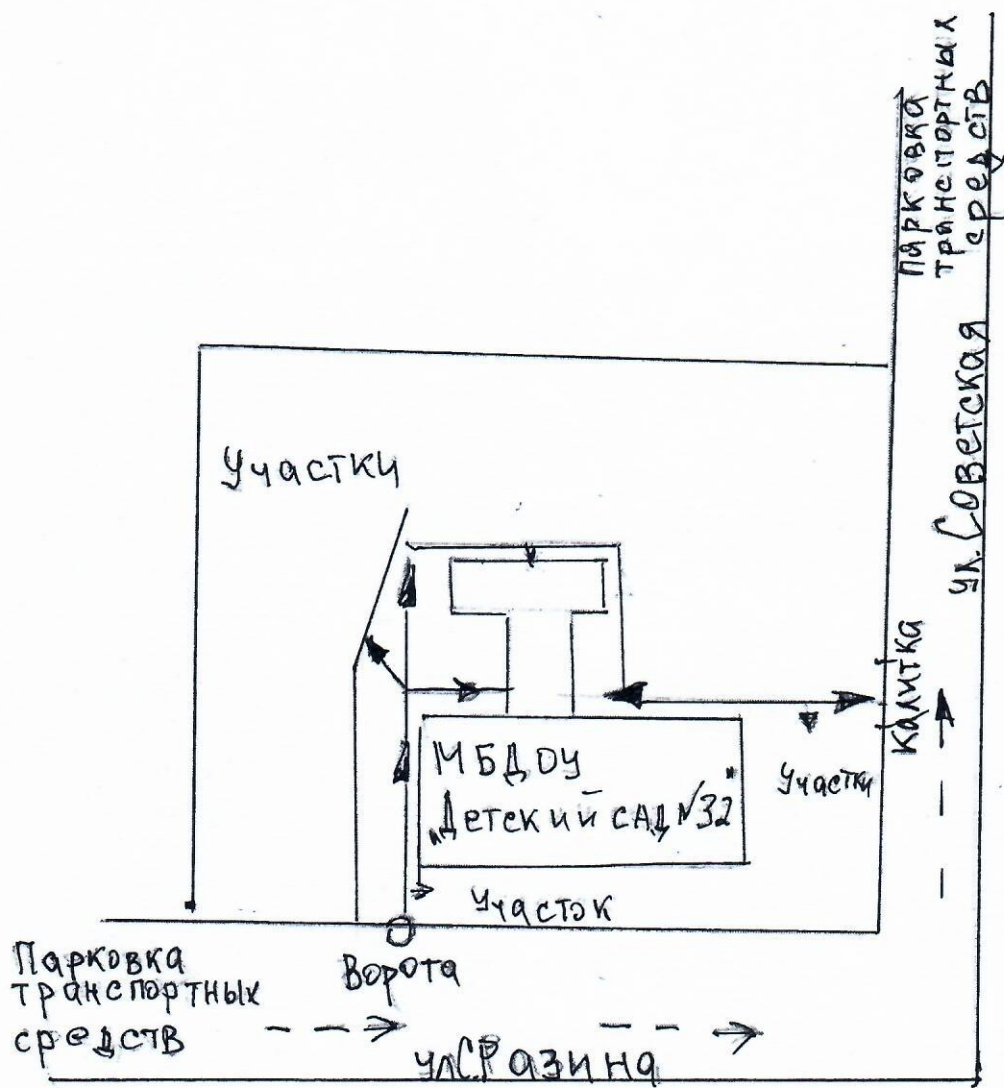 Парковка
транспортных
средств
ул. Советская
Участки
Калитка
МБДОУ
„Детский сад №32"
Участки
Участок
Ворота
Парковка
транспортных
средств
ул С.Разина